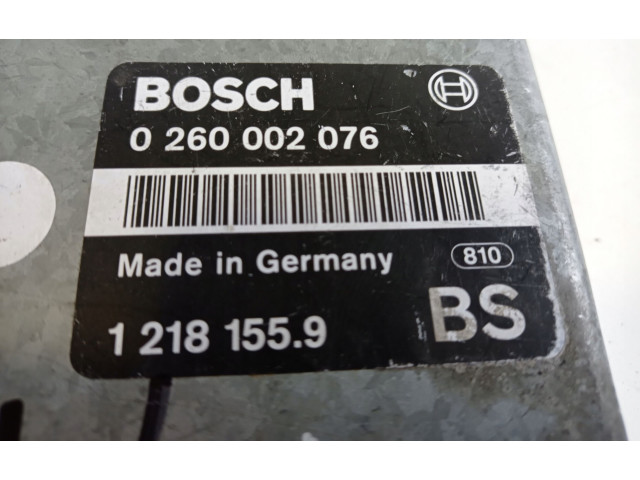 BOSCH
0 260 002 076
Made in Germany 810
1 218 155.9 BS